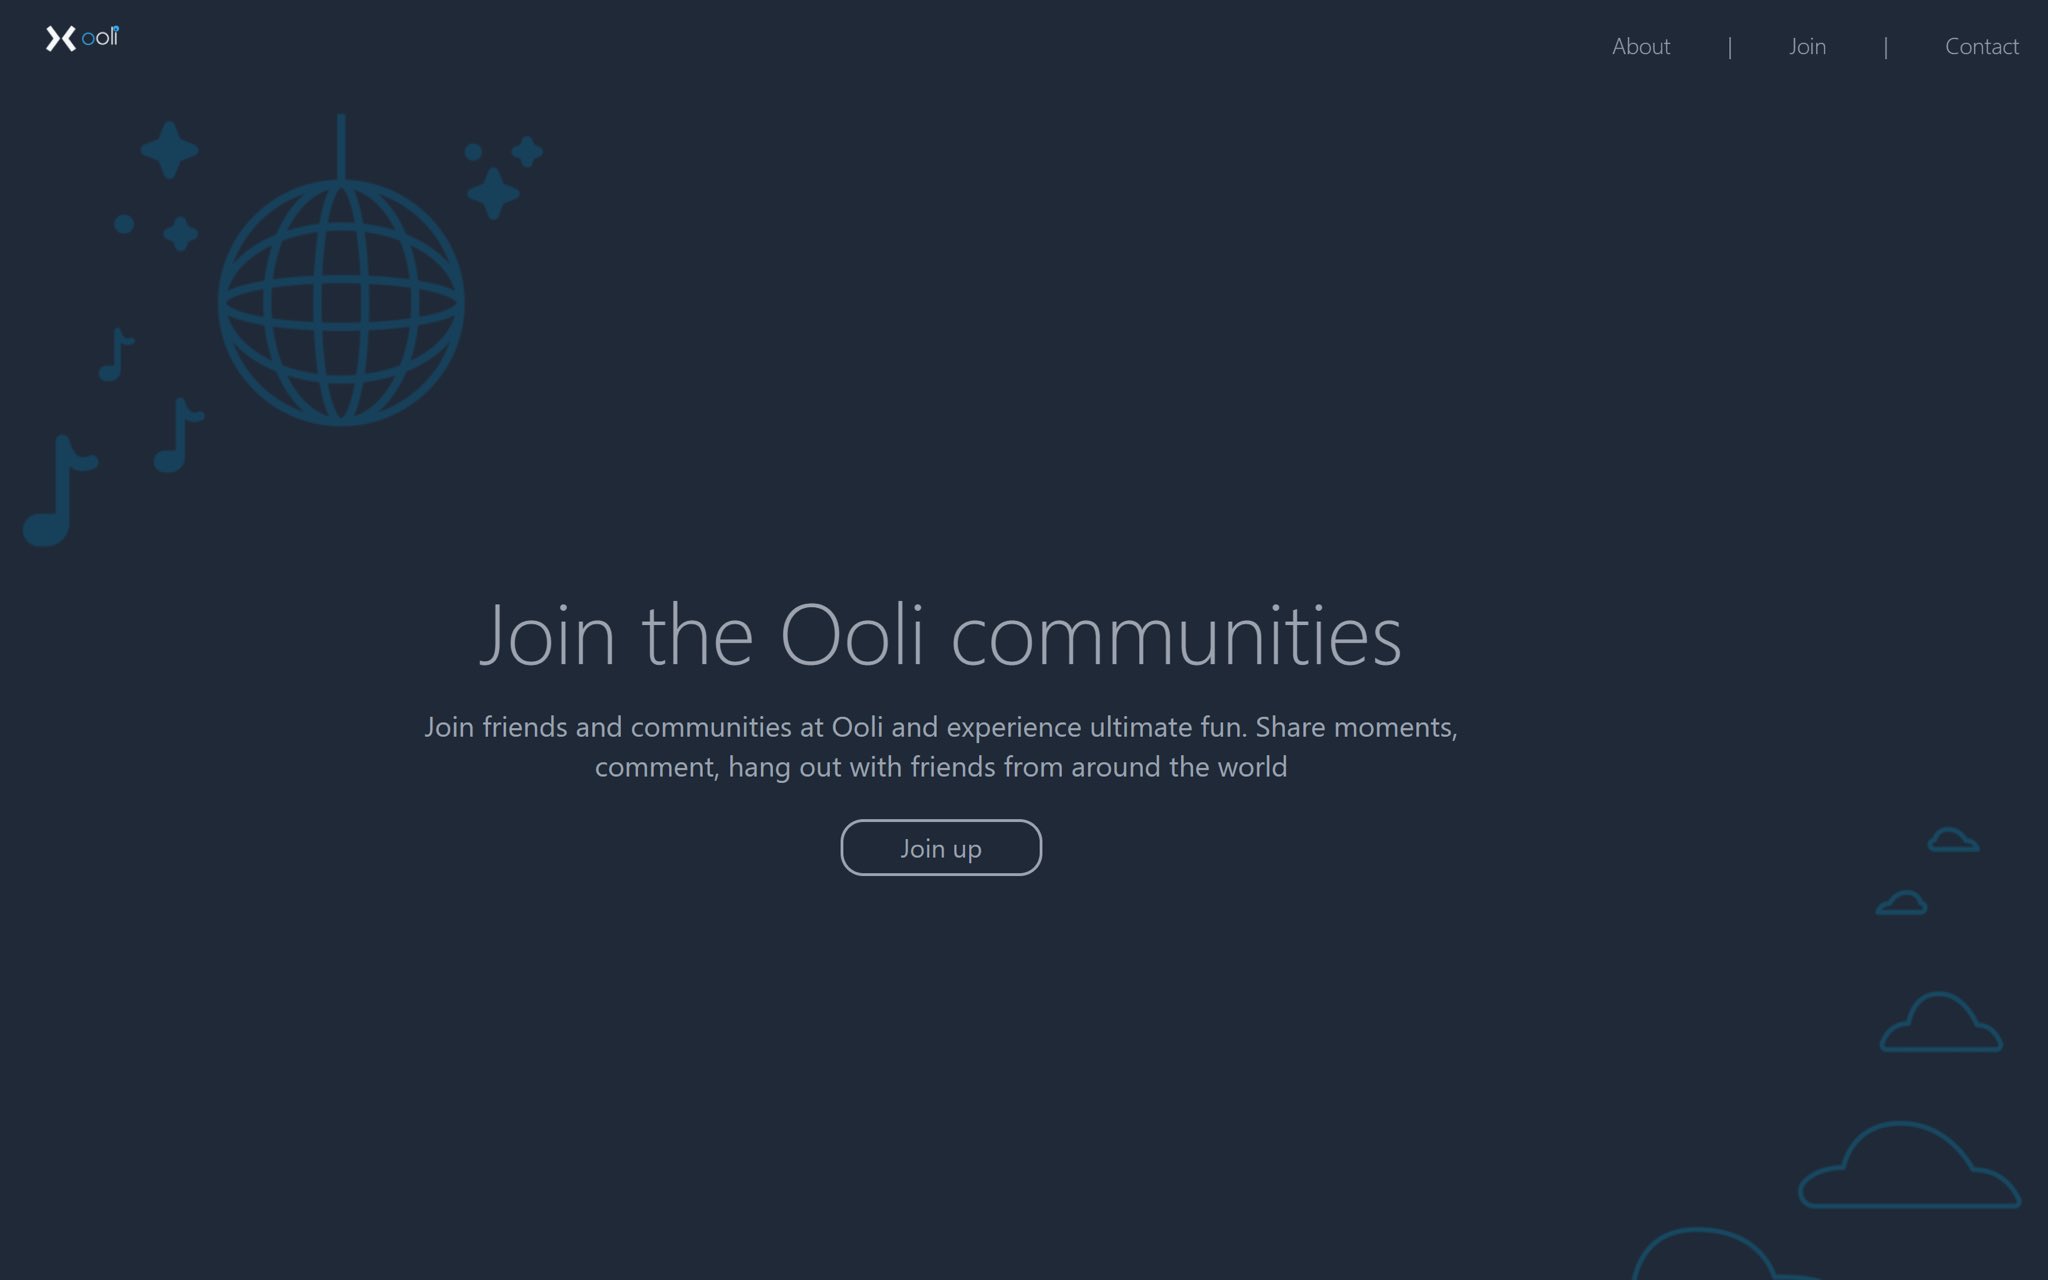 ooli
About | Join | Contact
Join the Ooli communities
Join friends and communities at Ooli and experience ultimate fun. Share moments,
comment, hang out with friends from around the world
Join up